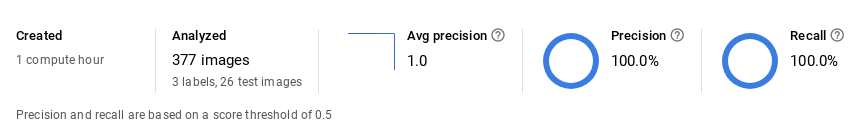 Created
1 compute hour
Analyzed
377 images
3 labels, 26 test images
Avg precision ?
1.0
Precision ?
100.0%
Recall ?
100.0%
Precision and recall are based on a score threshold of 0.5